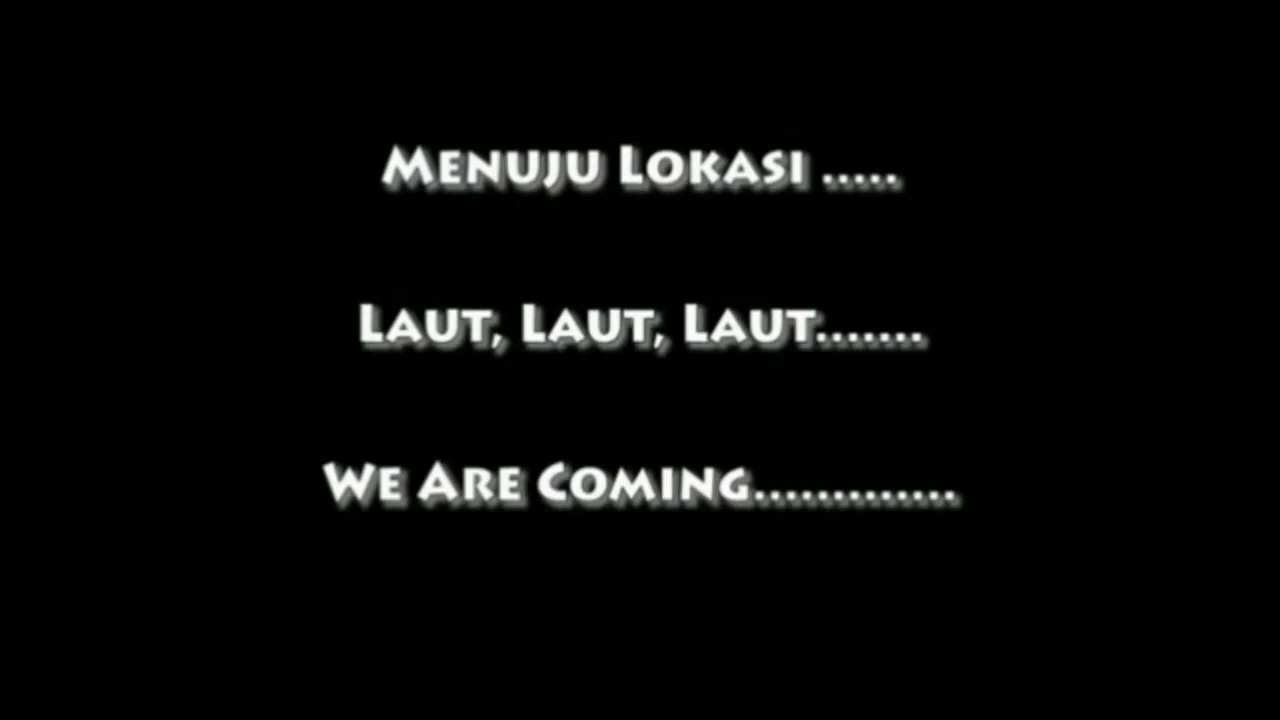 Menuju Lokasi .....
Laut, Laut, Laut.......
We Are Coming.............